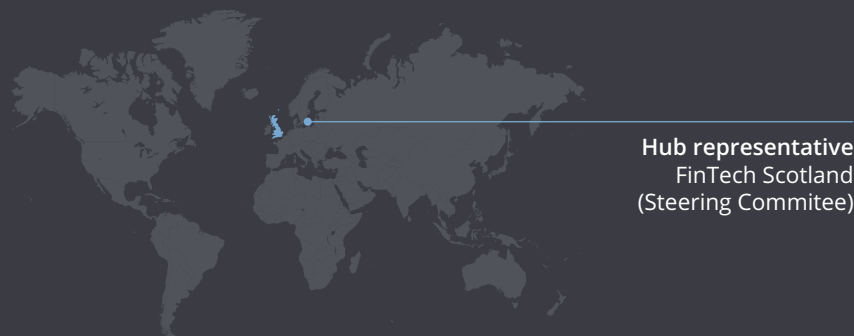 Hub representative
FinTech Scotland
(Steering Commitee)